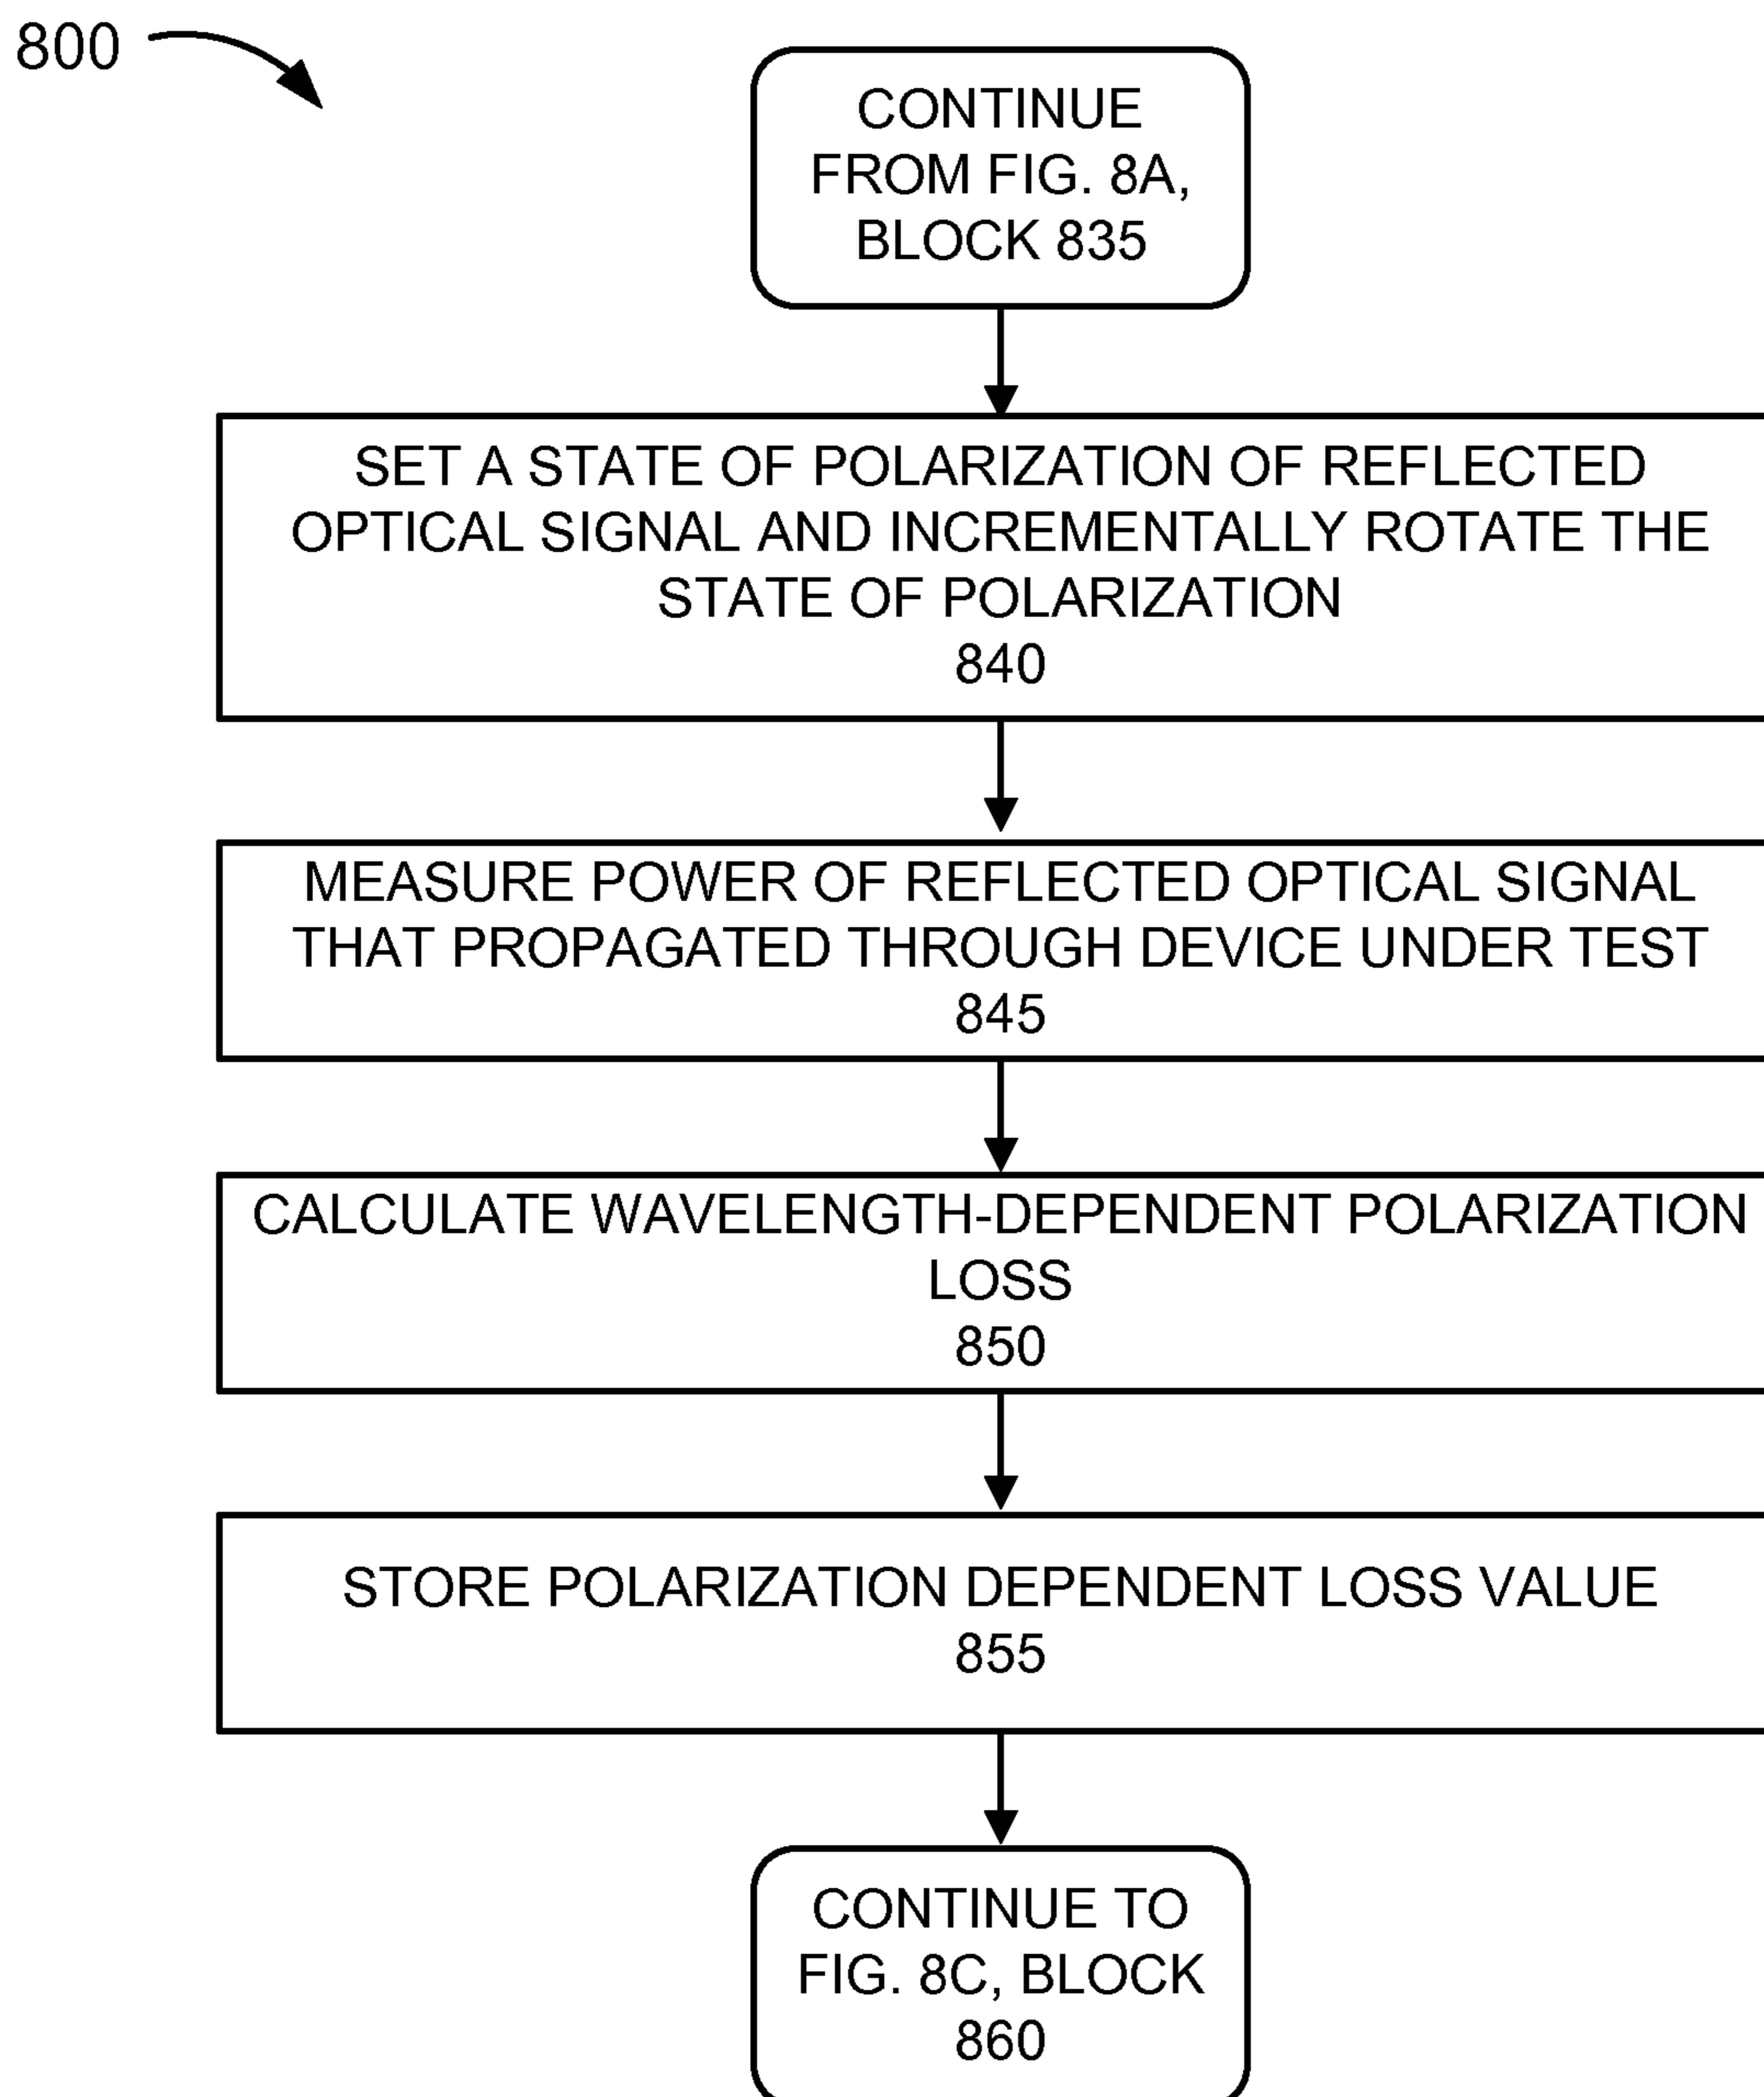 800
CONTINUE
FROM FIG. 8A,
BLOCK 835
SET A STATE OF POLARIZATION OF REFLECTED
OPTICAL SIGNAL AND INCREMENTALLY ROTATE THE
STATE OF POLARIZATION
840
MEASURE POWER OF REFLECTED OPTICAL SIGNAL
THAT PROPAGATED THROUGH DEVICE UNDER TEST
845
CALCULATE WAVELENGTH-DEPENDENT POLARIZATION
LOSS
850
STORE POLARIZATION DEPENDENT LOSS VALUE
855
CONTINUE TO
FIG. 8C, BLOCK
860